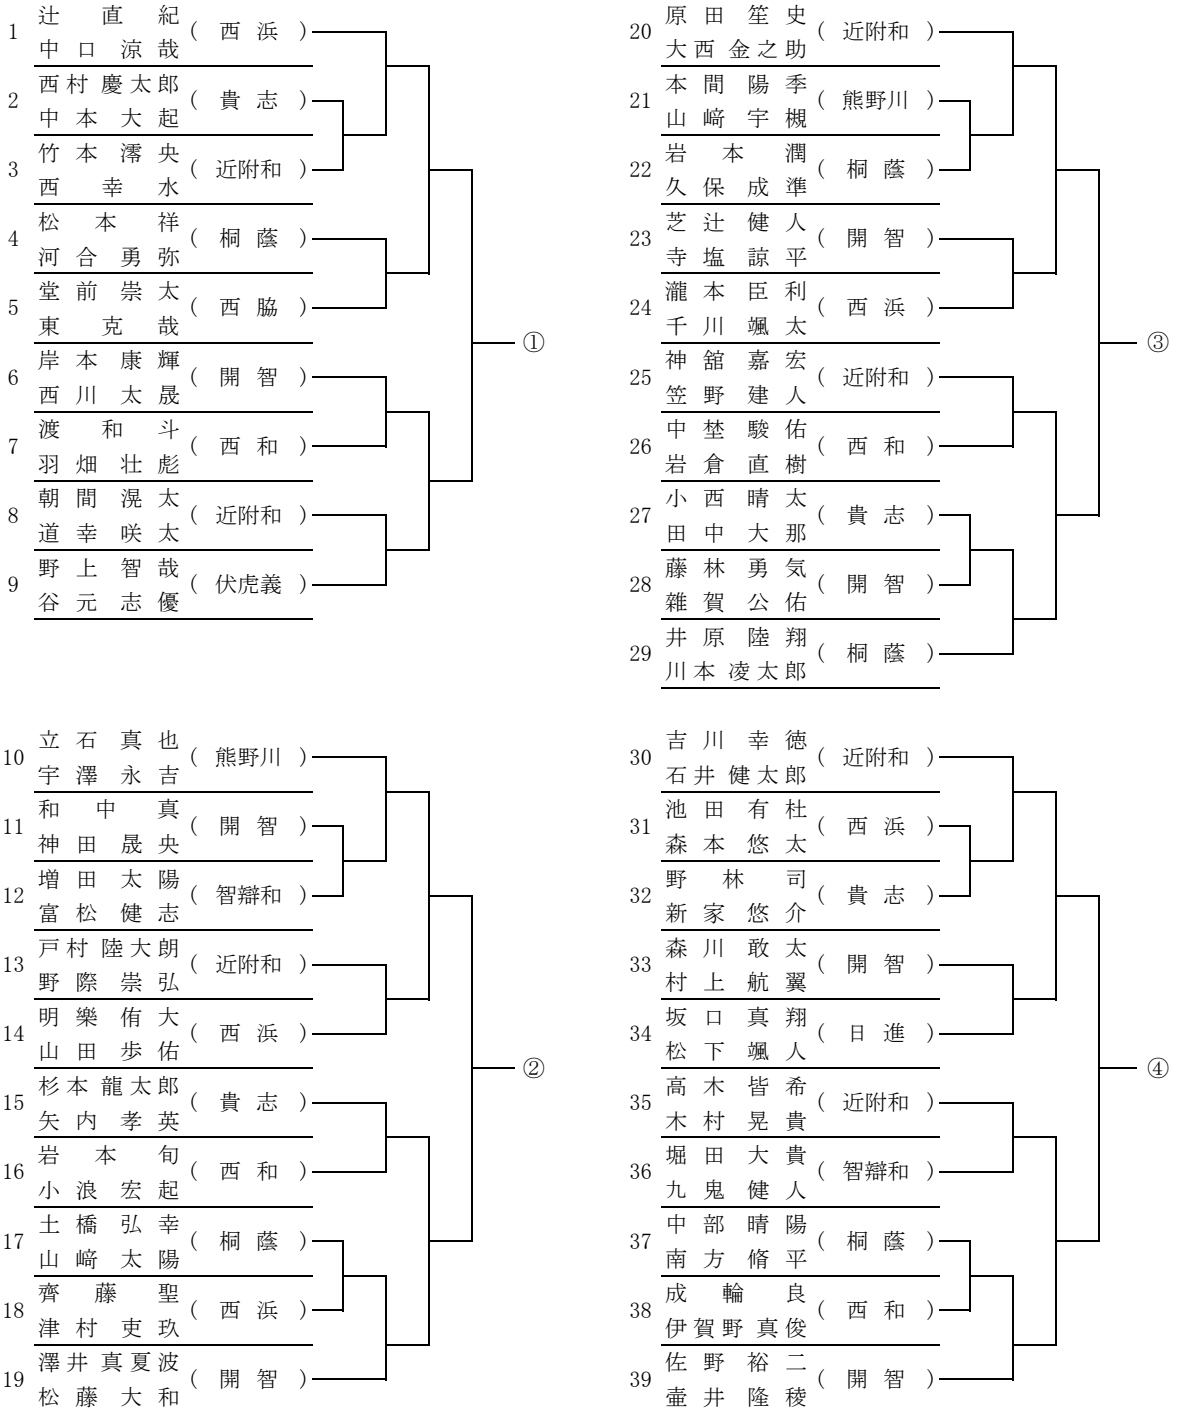 辻直紀
1 (西浜)
中口涼哉
西村慶太郎
2 (貴志)
中本大起
竹本澪央
3 (近附和)
西幸水
松本祥
4 (桐蔭)
河合勇弥
堂前崇太
5 (西脇)
東克哉
①
岸本康輝
6 (開智)
西川太晟
渡和斗
7 (西和)
羽畑壮彪
朝間滉太
8 (近附和)
道幸咲太
野上智哉
9 (伏虎義)
谷元志優
原田笙史
20 (近附和)
大西金之助
本間陽季
21 (熊野川)
山﨑宇槻
岩本潤
22 (桐蔭)
久保成準
芝辻健人
23 (開智)
寺塩諒平
瀧本臣利
24 (西浜)
千川颯太
③
神舘嘉宏
25 (近附和)
笠野建人
中埜駿佑
26 (西和)
岩倉直樹
小西晴太
27 (貴志)
田中大那
藤林勇気
28 (開智)
雑賀公佑
井原陸翔
29 (桐蔭)
川本凌太郎
立石真也
10 (熊野川)
宇澤永吉
和中真
11 (開智)
神田晟央
増田太陽
12 (智辯和)
富松健志
戸村陸大朗
13 (近附和)
野際崇弘
明樂侑大
14 (西浜)
山田歩佑
②
杉本龍太郎
15 (貴志)
矢内孝英
岩本旬
16 (西和)
小浪宏起
土橋弘幸
17 (桐蔭)
山﨑太陽
齊藤聖
18 (西浜)
津村吏玖
澤井真夏波
19 (開智)
松藤大和
吉川幸徳
30 (近附和)
石井健太郎
池田有杜
31 (西浜)
森本悠太
野林司
32 (貴志)
新家悠介
森川敢太
33 (開智)
村上航翼
坂口真翔
34 (日進)
松下颯人
④
高木皆希
35 (近附和)
木村晃貴
堀田大貴
36 (智辯和)
九鬼健人
中部晴陽
37 (桐蔭)
南方脩平
成輪良
38 (西和)
伊賀野真俊
佐野裕二
39 (開智)
壷井隆稜